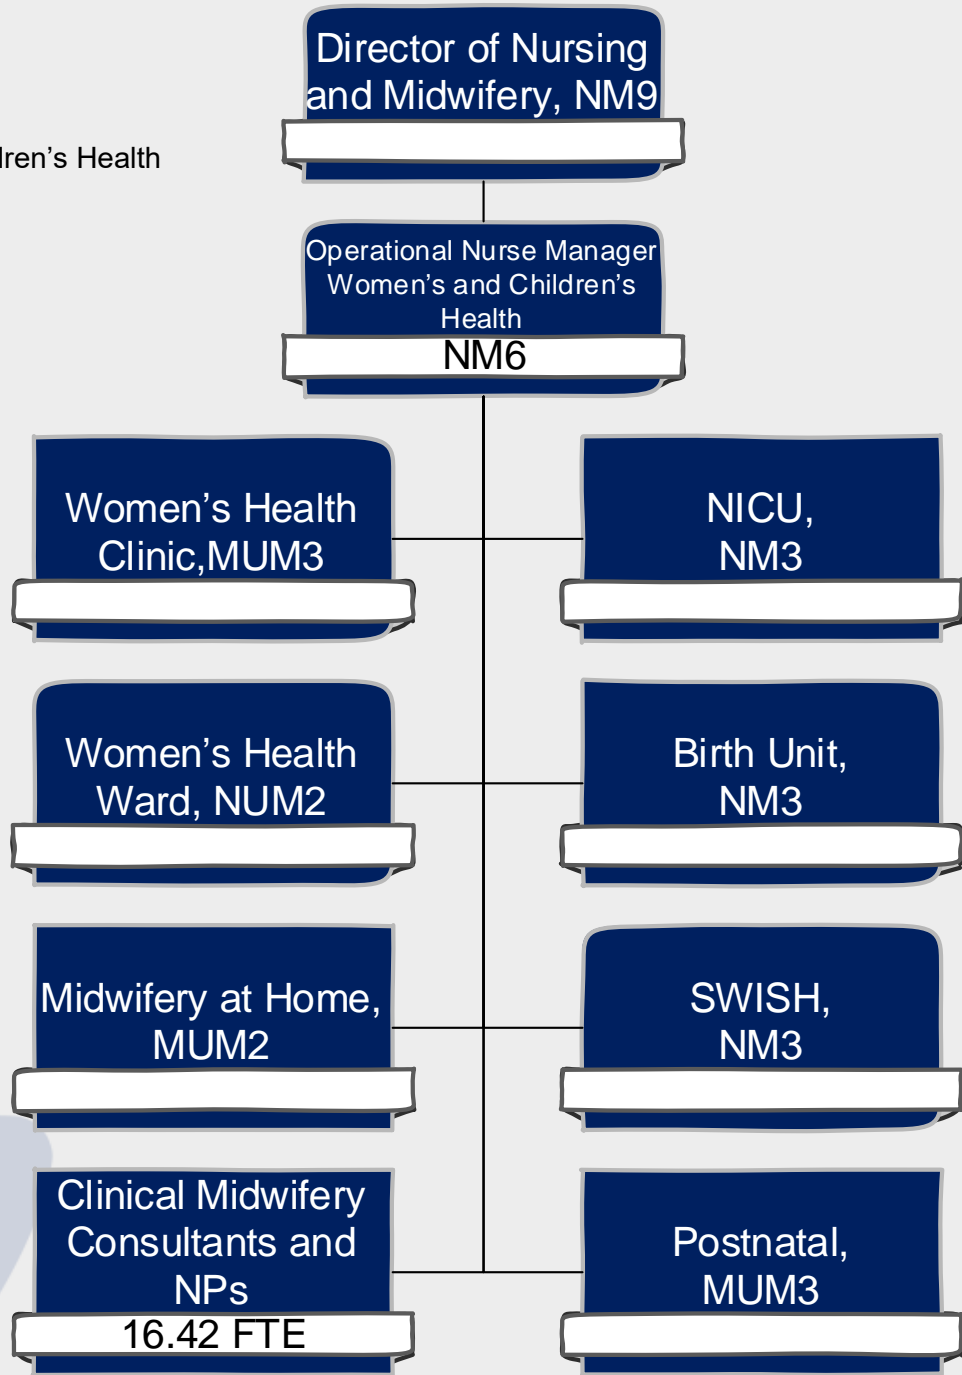 Director of Nursing
and Midwifery, NM9
dren's Health
Operational Nurse Manager
Women's and Children's
Health
NM6
Women's Health
Clinic,MUM3
NICU,
NM3
Women's Health
Ward, NUM2
Birth Unit,
NM3
Midwifery at Home,
MUM2
SWISH,
NM3
Clinical Midwifery
Consultants and
NPs
16.42 FTE
Postnatal,
MUM3